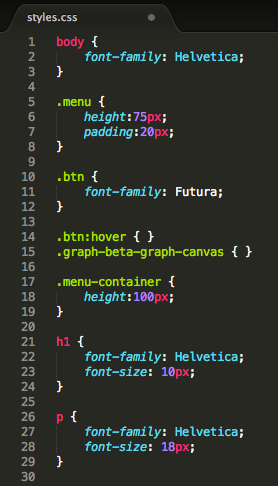 styles.css
1 body {
2     font-family: Helvetica;
3 }
4
5 .menu {
6     height:75px;
7     padding:20px;
8 }
9
10 .btn {
11     font-family: Futura;
12 }
13
14 .btn:hover { }
15 .graph-beta-graph-canvas { }
16
17 .menu-container {
18     height:100px;
19 }
20
21 h1 {
22     font-family: Helvetica;
23     font-size: 10px;
24 }
25
26 p {
27     font-family: Helvetica;
28     font-size: 18px;
29 }
30